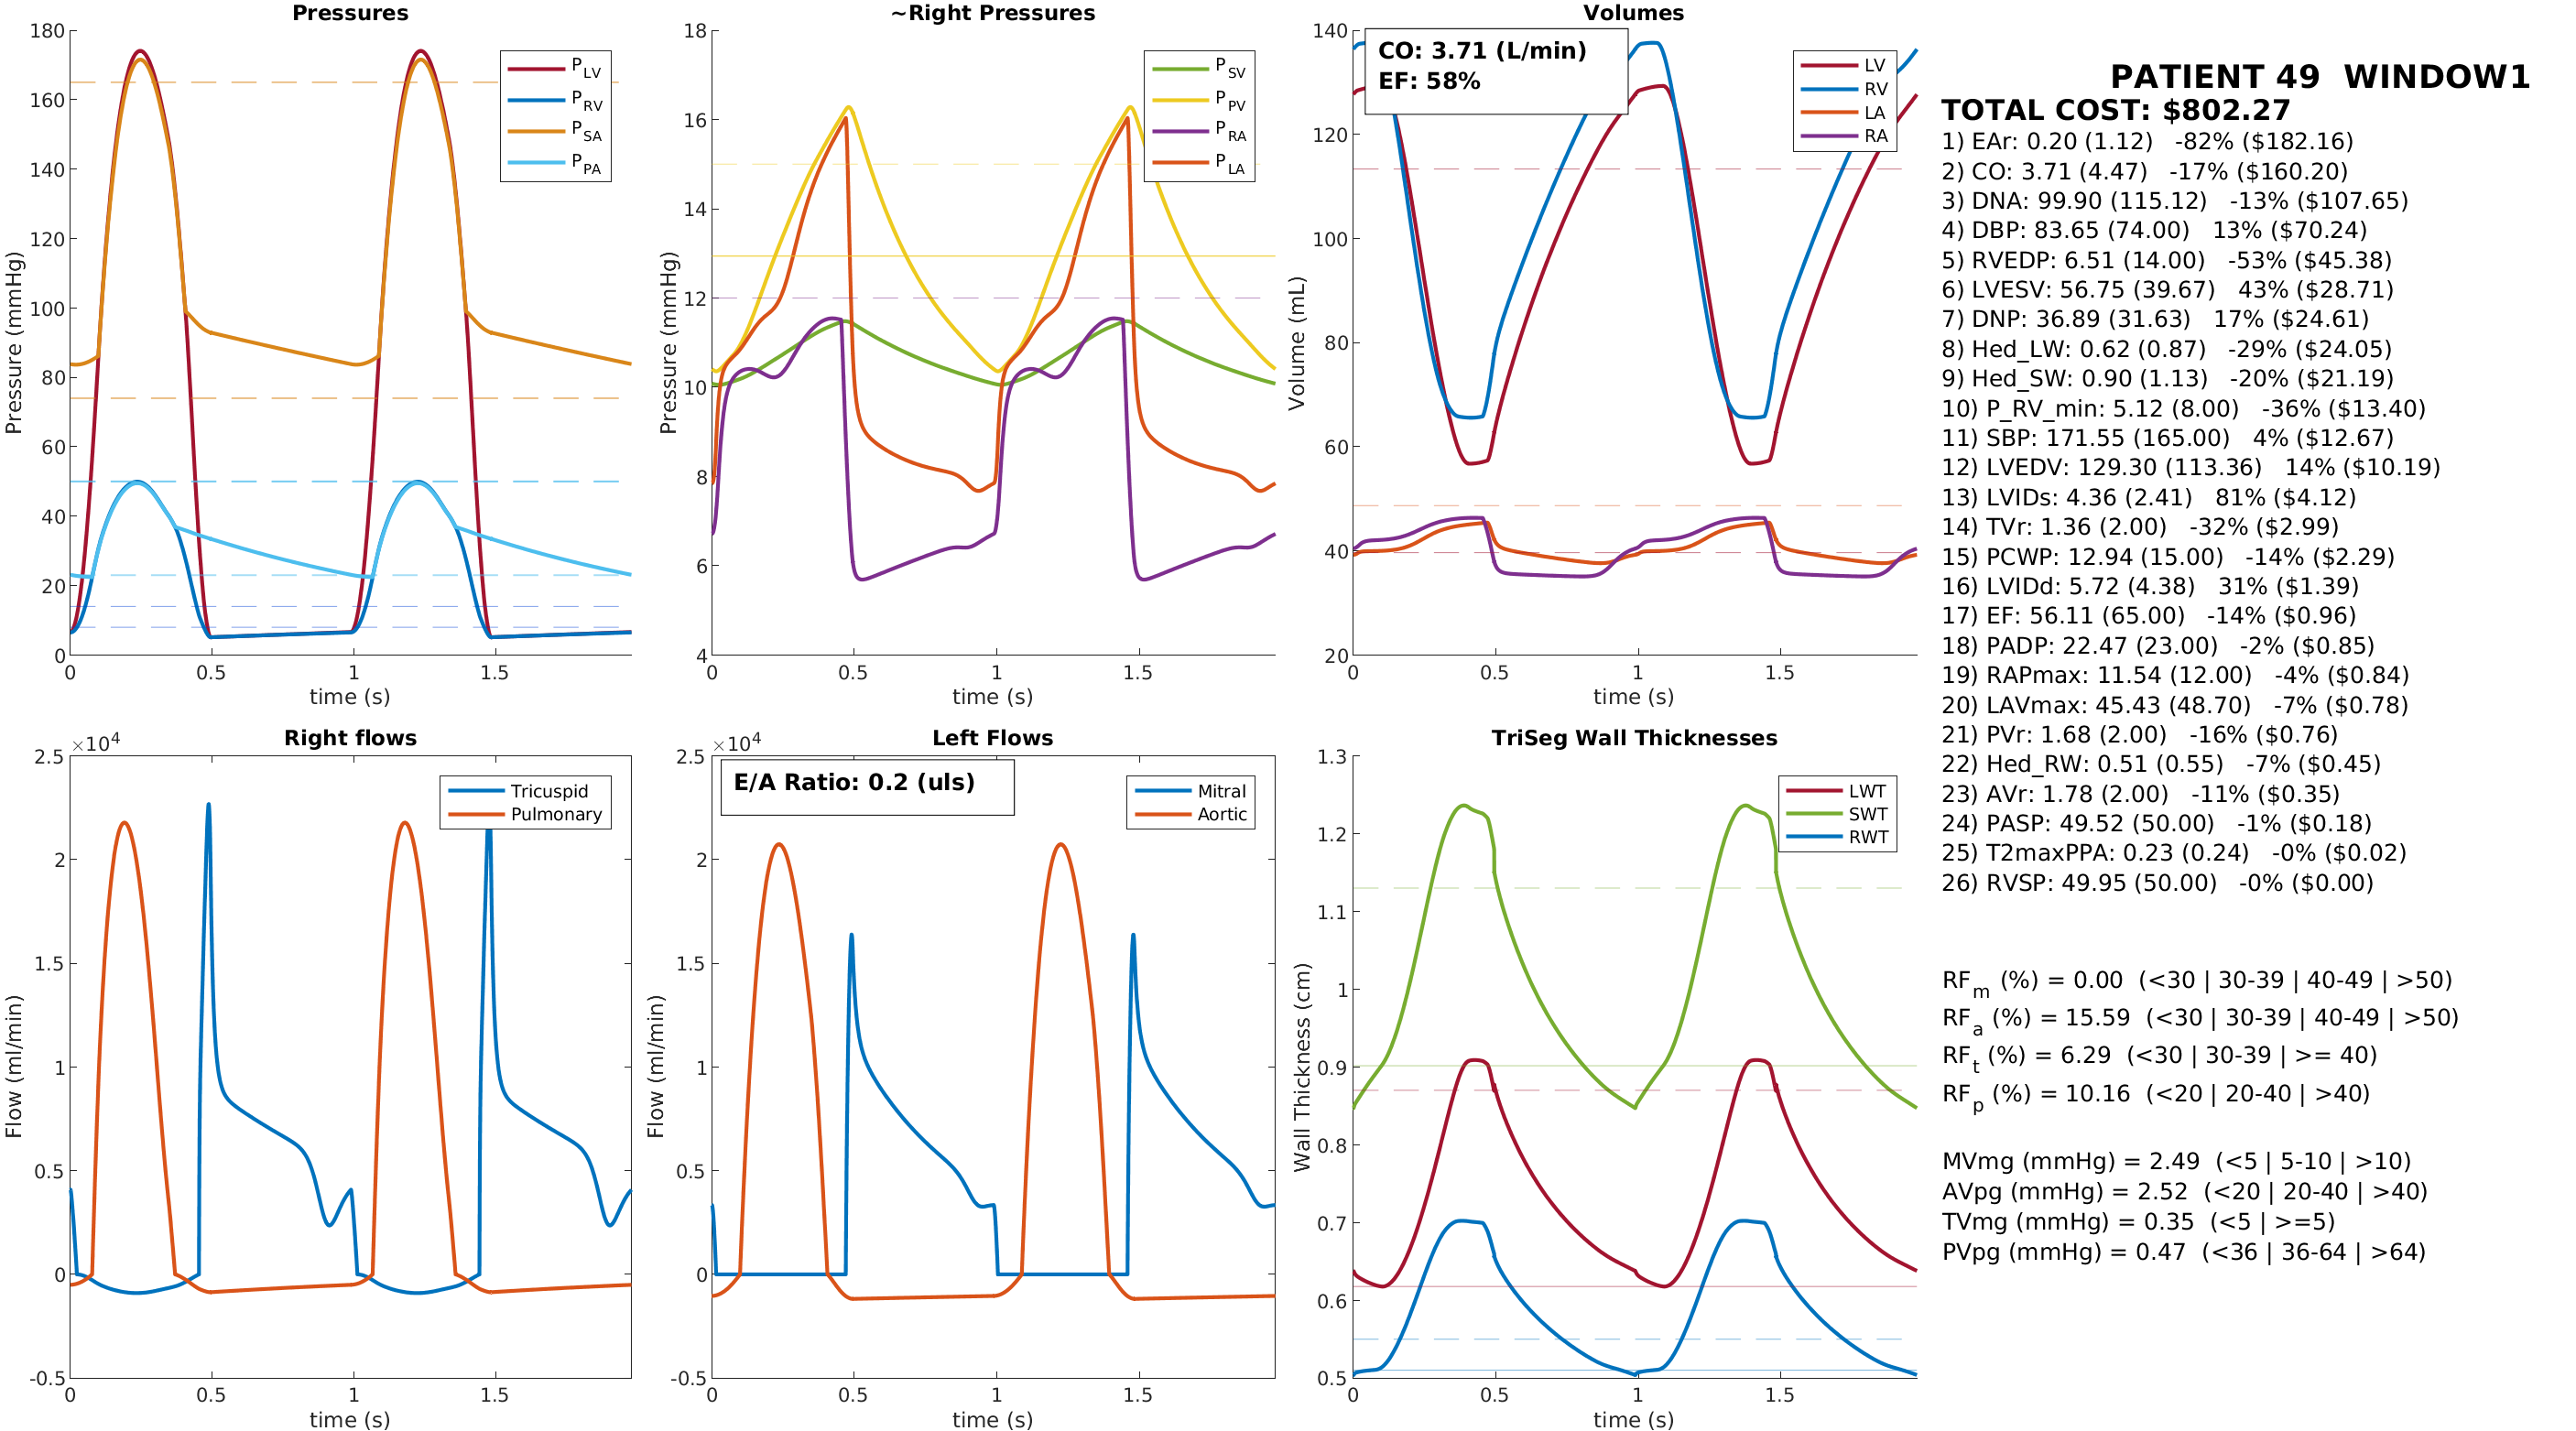 Pressures
180
160
140
120
100
80
60
40
20
0
0
0.5
1
1.5
Pressure (mmHg)
time (s)
P LV
P RV
P SA
P PA
~Right Pressures
18
16
14
12
10
8
6
4
0
0.5
1
1.5
Pressure (mmHg)
time (s)
P SV
P PV
P RA
P LA
Volumes
140
120
100
80
60
40
20
0
0.5
1
1.5
Volume (mL)
time (s)
CO: 3.71 (L/min)
EF: 58%
LV
RV
LA
RA
PATIENT 49 WINDOW1
TOTAL COST: $802.27
1) EAr: 0.20 (1.12) -82% ($182.16)
2) CO: 3.71 (4.47) -17% ($160.20)
3) DNA: 99.90 (115.12) -13% ($107.65)
4) DBP: 83.65 (74.00) 13% ($70.24)
5) RVEDP: 6.51 (14.00) -53% ($45.38)
6) LVESV: 56.75 (39.67) 43% ($28.71)
7) DNP: 36.89 (31.63) 17% ($24.61)
8) Hed_LW: 0.62 (0.87) -29% ($24.05)
9) Hed_SW: 0.90 (1.13) -20% ($21.19)
10) P_RV_min: 5.12 (8.00) -36% ($13.40)
11) SBP: 171.55 (165.00) 4% ($12.67)
12) LVEDV: 129.30 (113.36) 14% ($10.19)
13) LVIDs: 4.36 (2.41) 81% ($4.12)
14) TVr: 1.36 (2.00) -32% ($2.99)
15) PCWP: 12.94 (15.00) -14% ($2.29)
16) LVIDd: 5.72 (4.38) 31% ($1.39)
17) EF: 56.11 (65.00) -14% ($0.96)
18) PADP: 22.47 (23.00) -2% ($0.85)
19) RAPmax: 11.54 (12.00) -4% ($0.84)
20) LAVmax: 45.43 (48.70) -7% ($0.78)
21) PVr: 1.68 (2.00) -16% ($0.76)
22) Hed_RW: 0.51 (0.55) -7% ($0.45)
23) AVr: 1.78 (2.00) -11% ($0.35)
24) PASP: 49.52 (50.00) -1% ($0.18)
25) T2maxPPA: 0.23 (0.24) -0% ($0.02)
26) RVSP: 49.95 (50.00) -0% ($0.00)
RF m (%) = 0.00 (<30 | 30-39 | 40-49 | >50)
RF a (%) = 15.59 (<30 | 30-39 | 40-49 | >50)
RF t (%) = 6.29 (<30 | 30-39 | >= 40)
RF p (%) = 10.16 (<20 | 20-40 | >40)
MVmg (mmHg) = 2.49 (<5 | 5-10 | >10)
AVpg (mmHg) = 2.52 (<20 | 20-40 | >40)
TVmg (mmHg) = 0.35 (<5 | >=5)
PVpg (mmHg) = 0.47 (<36 | 36-64 | >64)
Right flows
×10⁴
2.5
2
1.5
1
0.5
0
-0.5
0
0.5
1
1.5
Flow (ml/min)
time (s)
Tricuspid
Pulmonary
Left Flows
×10⁴
2.5
2
1.5
1
0.5
0
-0.5
0
0.5
1
1.5
Flow (ml/min)
time (s)
E/A Ratio: 0.2 (uls)
Mitral
Aortic
TriSeg Wall Thicknesses
1.3
1.2
1.1
1
0.9
0.8
0.7
0.6
0.5
0
0.5
1
1.5
Wall Thickness (cm)
time (s)
LWT
SWT
RWT